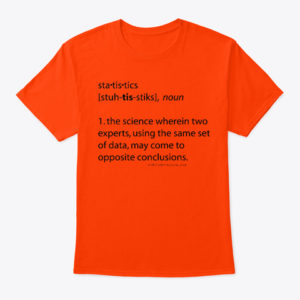 sta•tis•tics
[stuh-tis-stiks], noun
1. the science wherein two
experts, using the same set
of data, may come to
opposite conclusions.